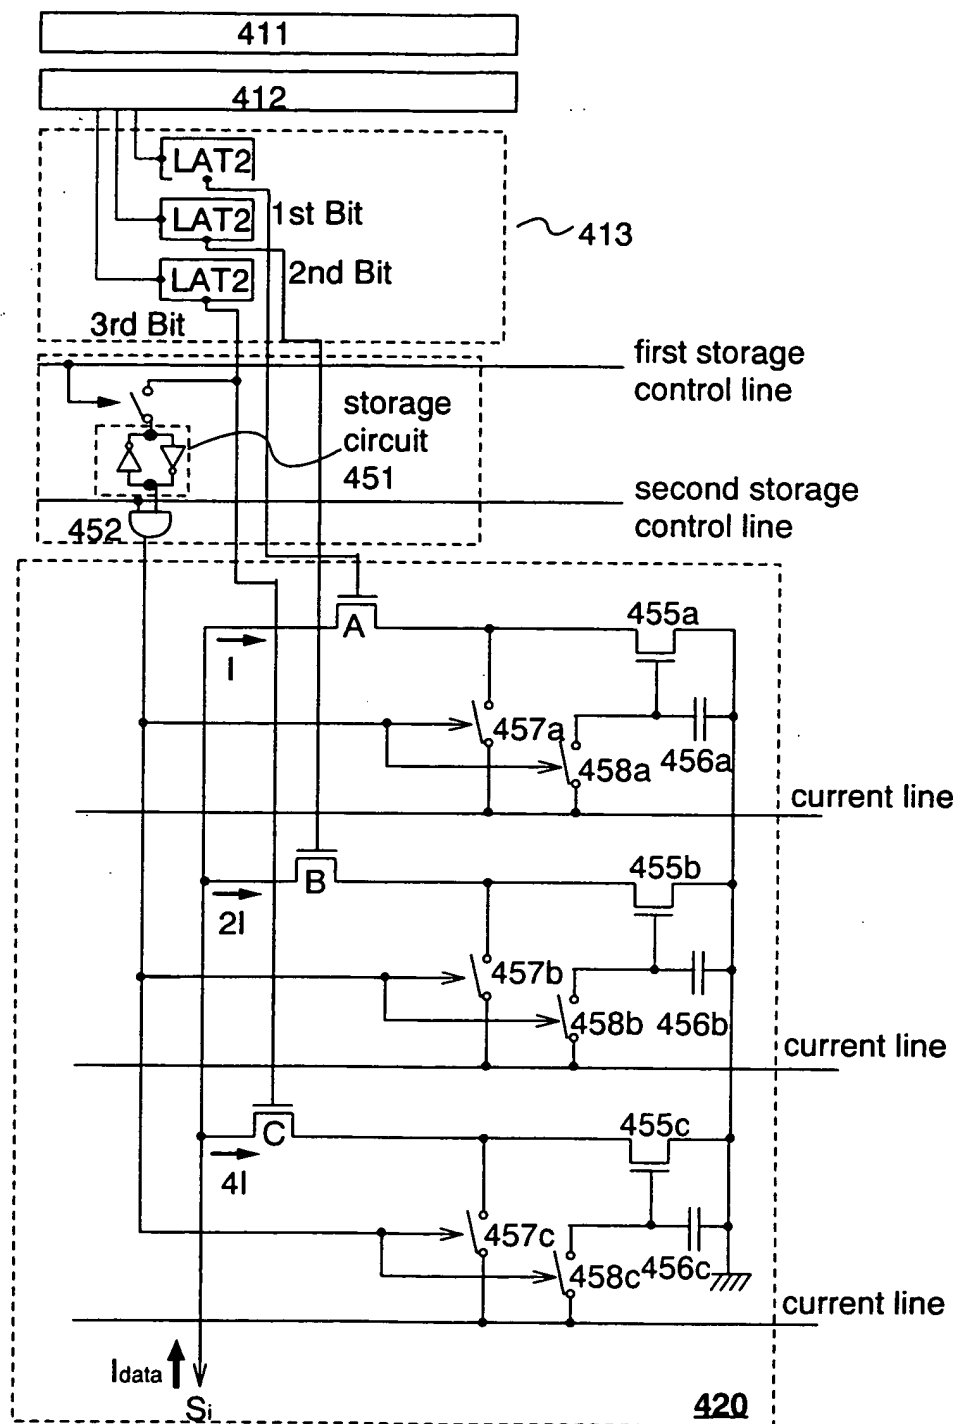 411
412
LAT2
1st Bit
LAT2
413
2nd Bit
LAT2
3rd Bit
first storage
control line
storage
circuit
451
second storage
control line
452
A
455a
I
457a
458a
456a
current line
B
455b
2I
457b
458b
456b
current line
C
455c
4I
457c
458c
456c
current line
Idata
Si
420